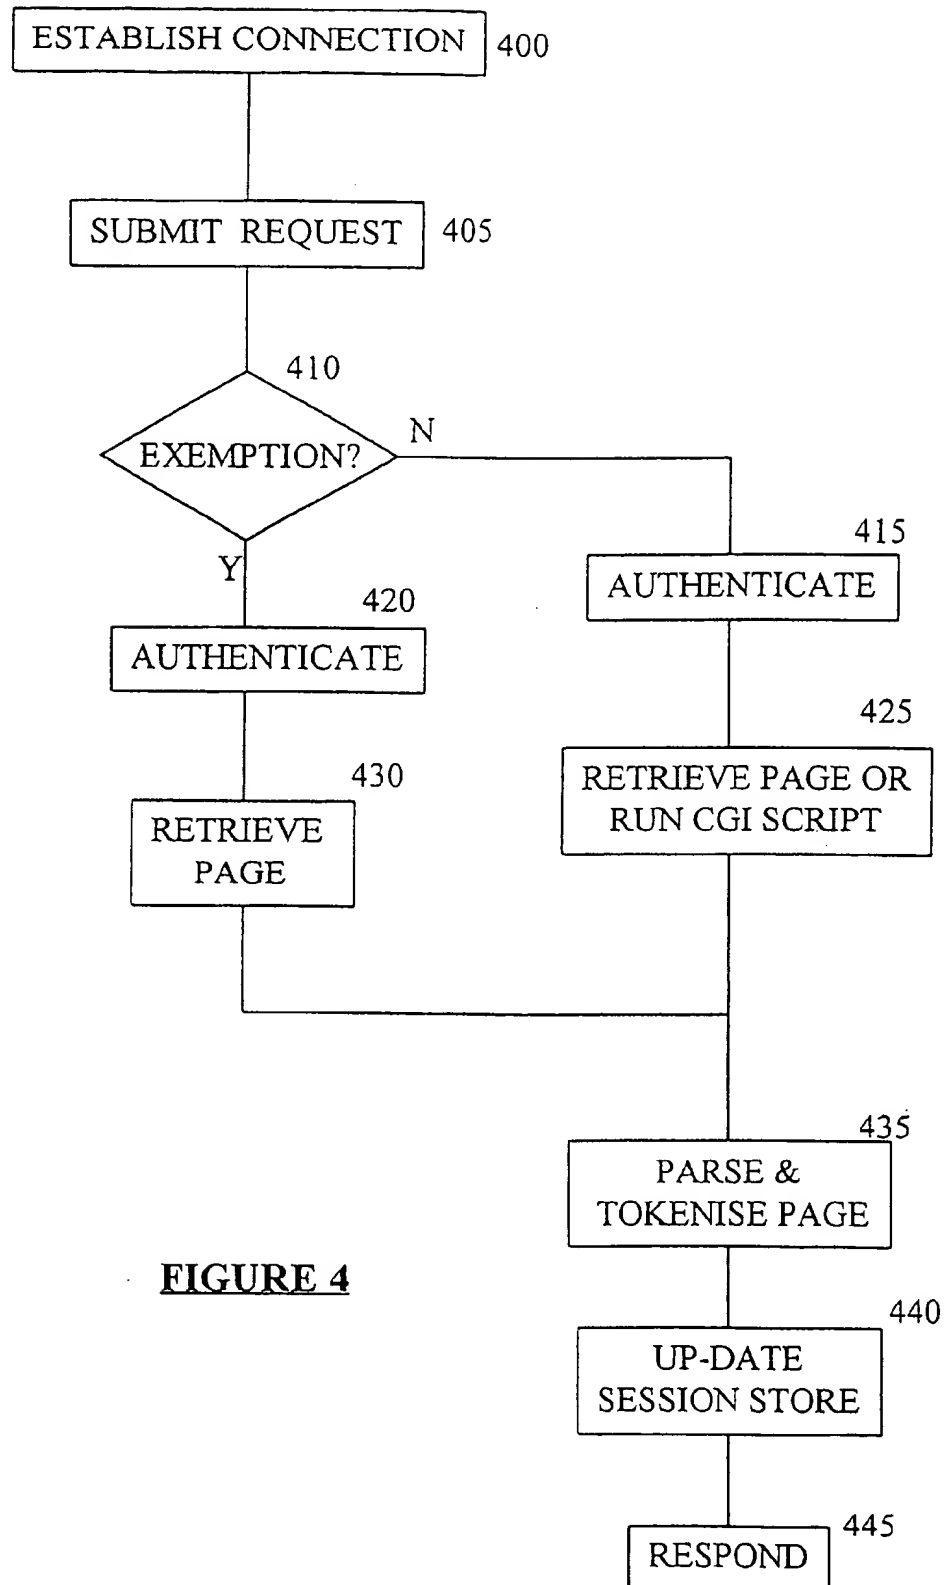 ESTABLISH CONNECTION 400
SUBMIT REQUEST 405
410
EXEMPTION?
N
Y
415
AUTHENTICATE
420
AUTHENTICATE
425
RETRIEVE PAGE OR
RUN CGI SCRIPT
430
RETRIEVE
PAGE
435
PARSE &
TOKENISE PAGE
FIGURE 4
440
UP-DATE
SESSION STORE
445
RESPOND